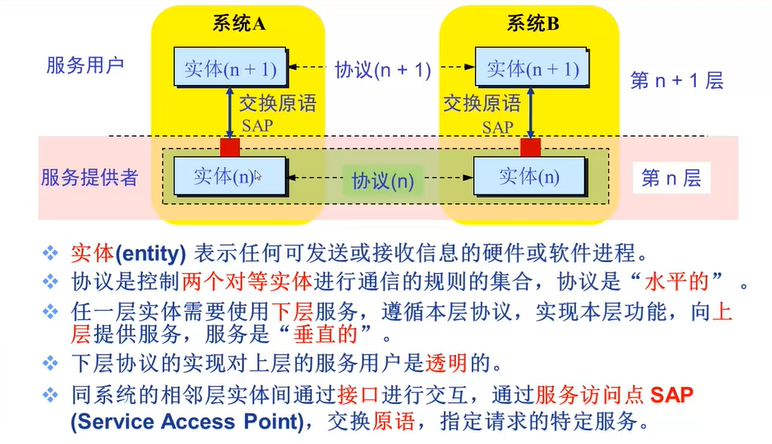 系统A 系统B
服务用户 实体(n + 1) 协议(n + 1) 实体(n + 1) 第 n + 1 层
交换原语 交换原语
SAP SAP
服务提供者 实体(n) 协议(n) 实体(n) 第 n 层
实体(entity) 表示任何可发送或接收信息的硬件或软件进程。
协议是控制两个对等实体进行通信的规则的集合，协议是“水平的” 。
任一层实体需要使用下层服务，遵循本层协议，实现本层功能，向上
层提供服务，服务是“垂直的”。
下层协议的实现对上层的服务用户是透明的。
同系统的相邻层实体间通过接口进行交互，通过服务访问点 SAP
(Service Access Point)，交换原语，指定请求的特定服务。